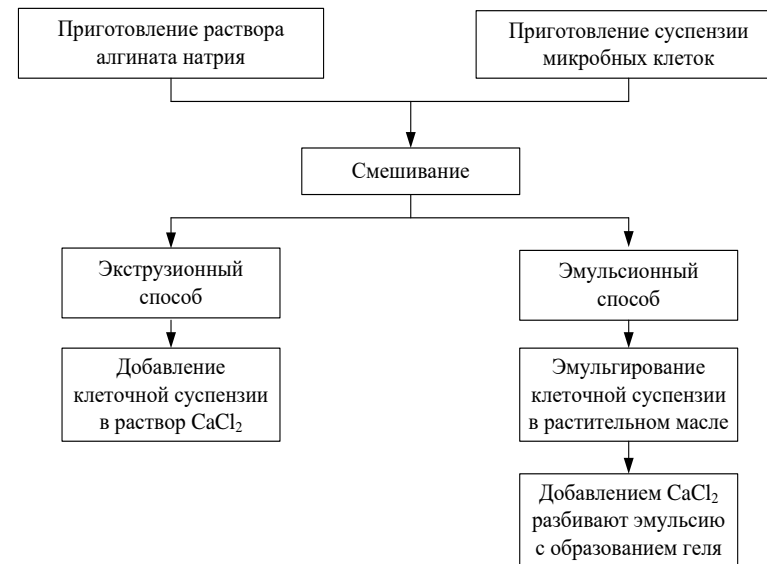 Приготовление раствора
алгината натрия
Приготовление суспензии
микробных клеток
Смешивание
Экструзионный
способ
Эмульсионный
способ
Добавление
клеточной суспензии
в раствор CaCl₂
Эмульгирование
клеточной суспензии
в растительном масле
Добавлением CaCl₂
разбивают эмульсию
с образованием геля